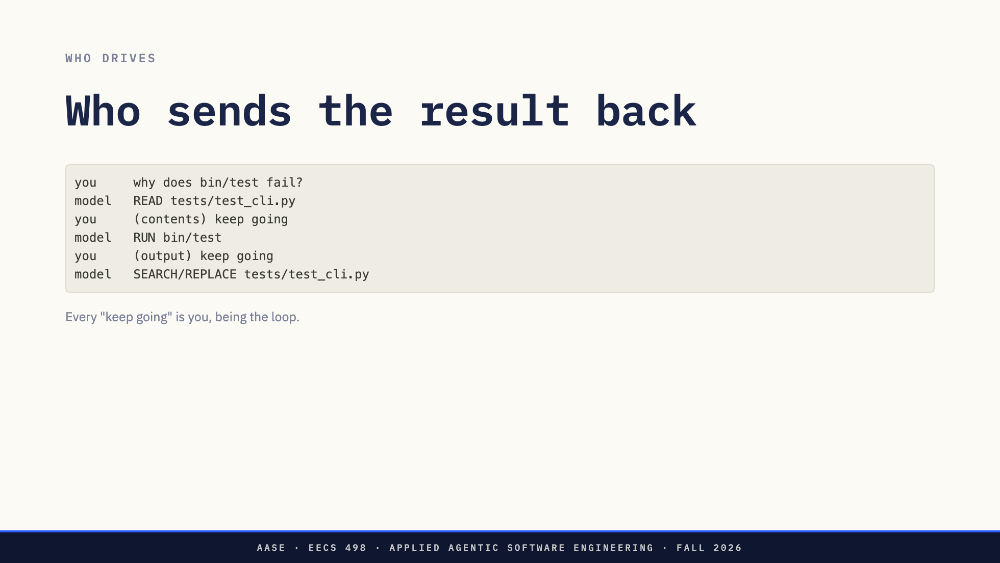 WHO DRIVES
Who sends the result back
you     why does bin/test fail?
model   READ tests/test_cli.py
you     (contents) keep going
model   RUN bin/test
you     (output) keep going
model   SEARCH/REPLACE tests/test_cli.py
Every "keep going" is you, being the loop.
AASE · EECS 498 · APPLIED AGENTIC SOFTWARE ENGINEERING · FALL 2026